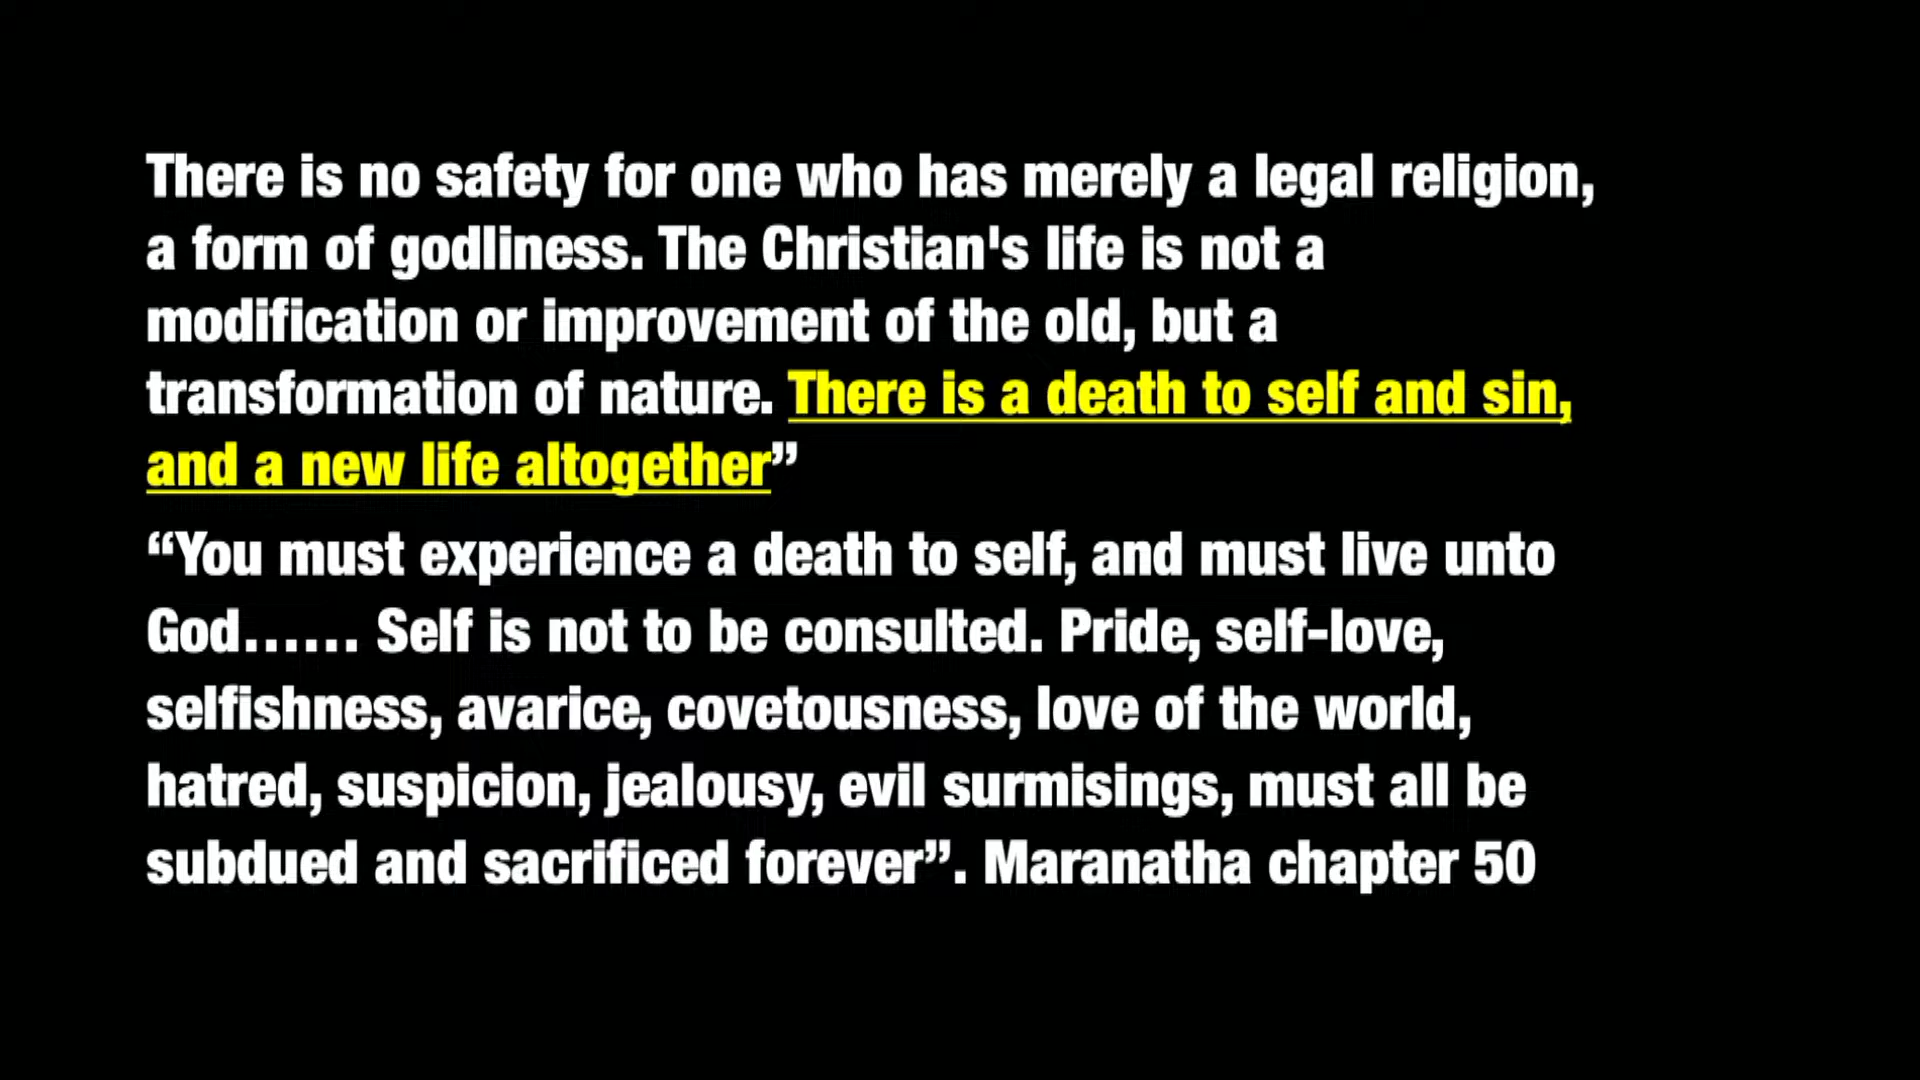 There is no safety for one who has merely a legal religion,
a form of godliness. The Christian's life is not a
modification or improvement of the old, but a
transformation of nature. There is a death to self and sin,
and a new life altogether”
“You must experience a death to self, and must live unto
God…… Self is not to be consulted. Pride, self-love,
selfishness, avarice, covetousness, love of the world,
hatred, suspicion, jealousy, evil surmisings, must all be
subdued and sacrificed forever”. Maranatha chapter 50